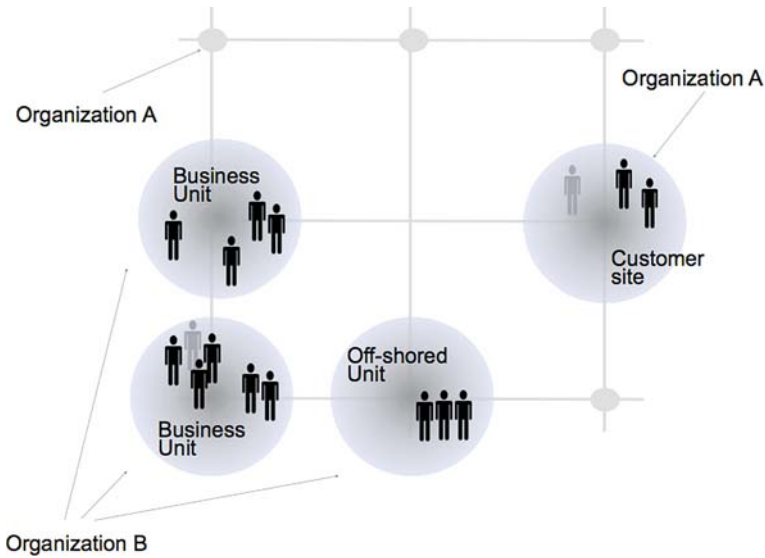 Organization A
Organization A
Business
Unit
Customer
site
Off-shored
Unit
Business
Unit
Organization B